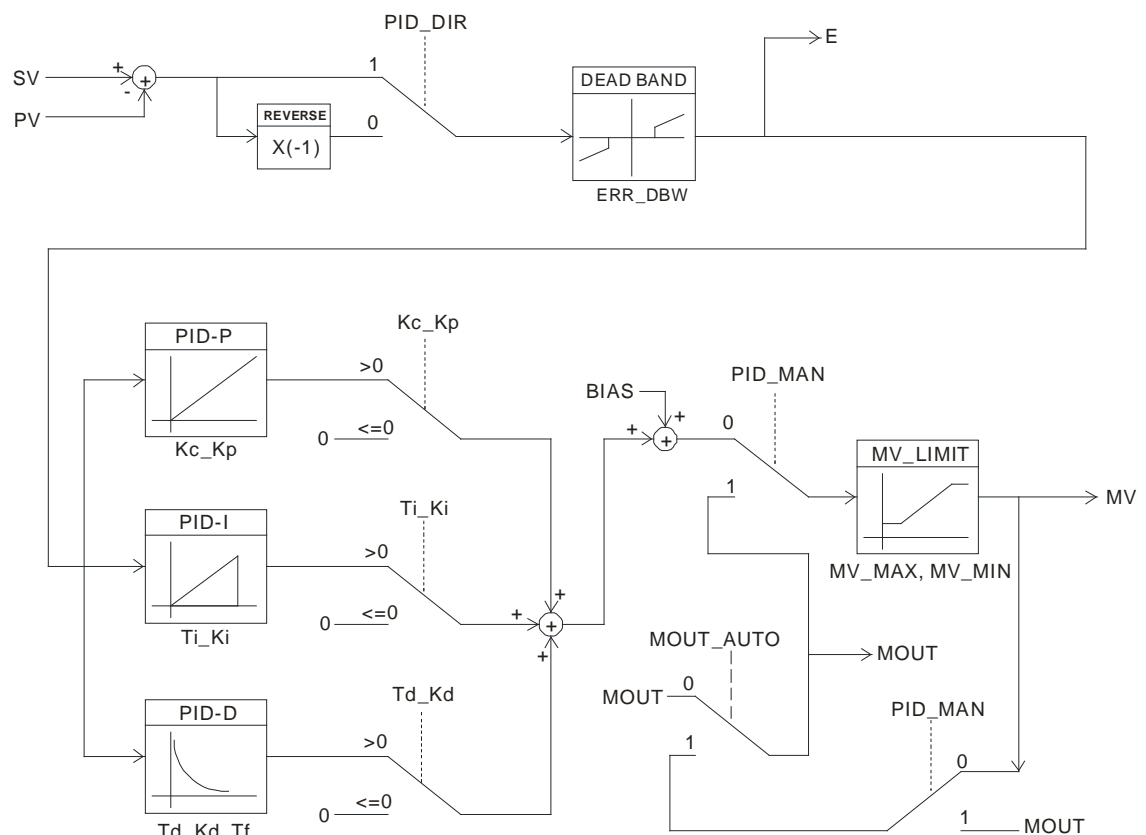 PID_DIR
E
SV
+
+
-
PV
1
0
REVERSE
X(-1)
DEAD BAND
ERR_DBW
PID-P
Kc_Kp
Kc_Kp
>0
0
<=0
BIAS
+
+
+
PID_MAN
0
1
MV_LIMIT
MV
MV_MAX, MV_MIN
PID-I
Ti_Ki
Ti_Ki
>0
0
<=0
+
+
+
+
MOUT_AUTO
MOUT
0
MOUT
1
PID-D
Td_Kd, Tf
Td_Kd
>0
0
<=0
PID_MAN
0
1
MOUT